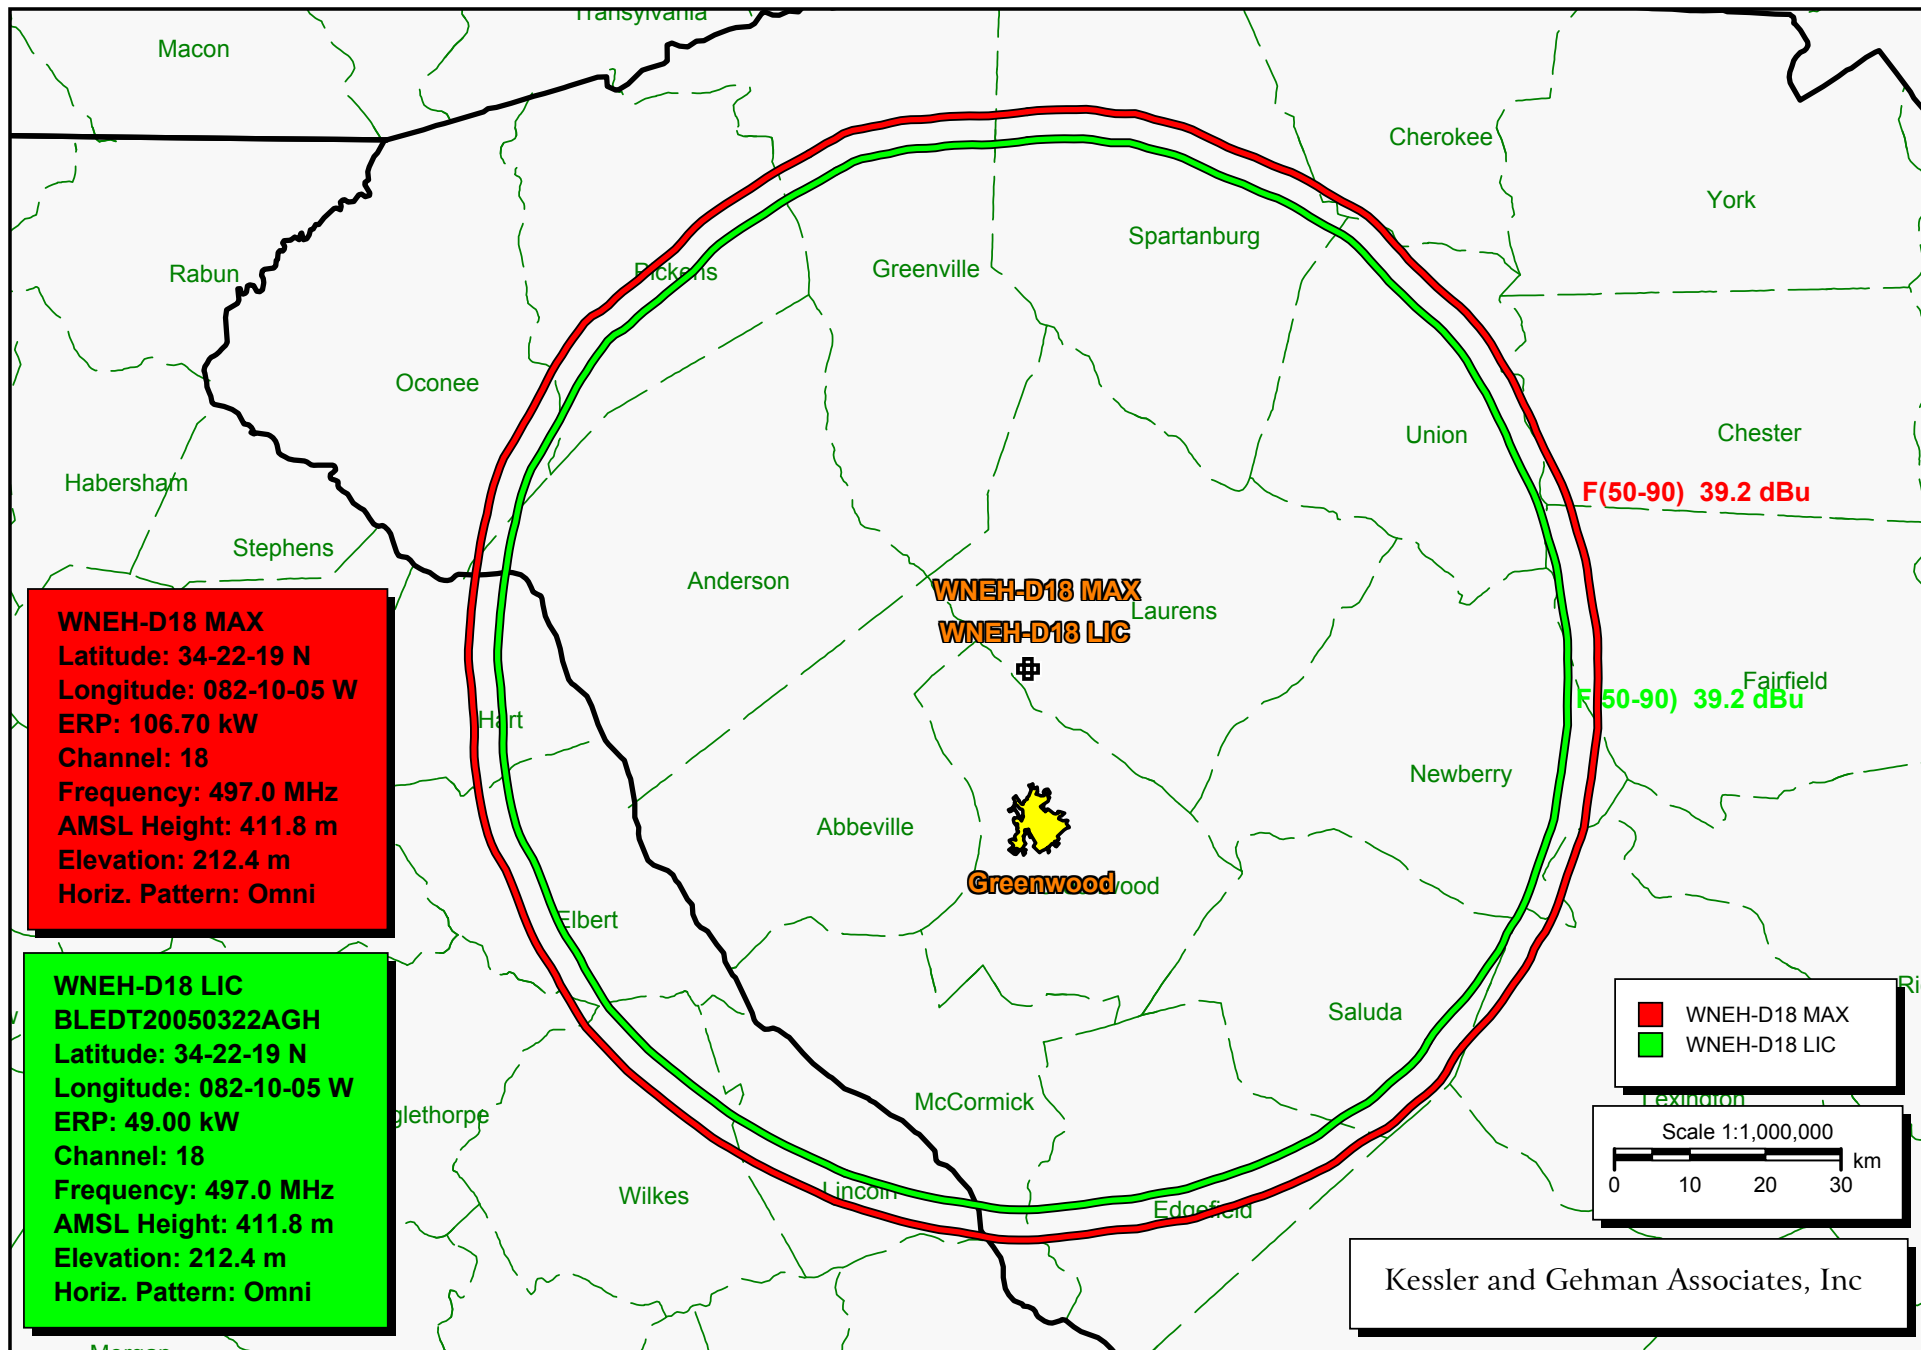 Transylvania
Macon
Cherokee
York
Spartanburg
Rabun
Pickens
Greenville
Oconee
Union
Chester
Habersham
F(50-90) 39.2 dBu
Stephens
Anderson
WNEH-D18 MAX
Laurens
WNEH-D18 LIC
Fairfield
F(50-90) 39.2 dBu
Hart
Newberry
Abbeville
Greenwood
Elbert
Saluda
McCormick
Wilkes
Lincoln
Edgefield
Lexington
WNEH-D18 MAX
Latitude: 34-22-19 N
Longitude: 082-10-05 W
ERP: 106.70 kW
Channel: 18
Frequency: 497.0 MHz
AMSL Height: 411.8 m
Elevation: 212.4 m
Horiz. Pattern: Omni
WNEH-D18 LIC
BLEDT20050322AGH
Latitude: 34-22-19 N
Longitude: 082-10-05 W
ERP: 49.00 kW
Channel: 18
Frequency: 497.0 MHz
AMSL Height: 411.8 m
Elevation: 212.4 m
Horiz. Pattern: Omni
glethorpe
WNEH-D18 MAX
WNEH-D18 LIC
Scale 1:1,000,000
km
0 10 20 30
Kessler and Gehman Associates, Inc